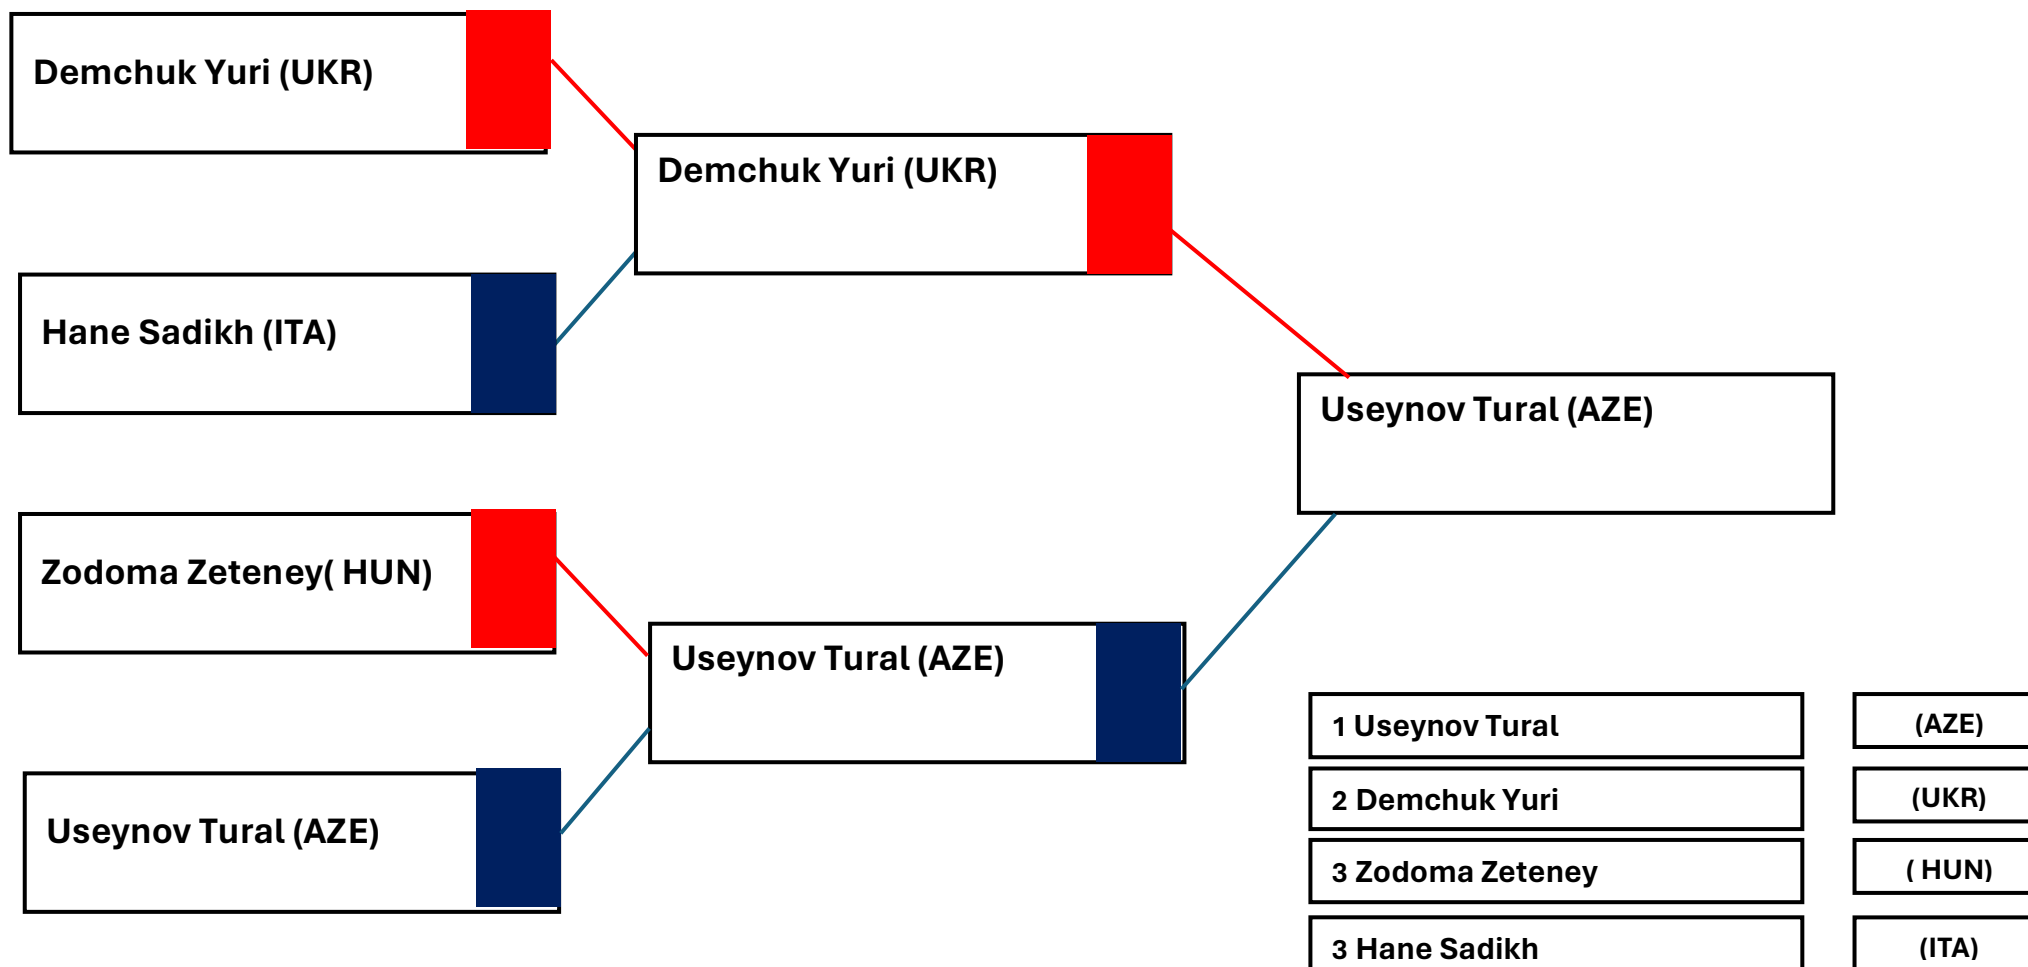 Demchuk Yuri (UKR)
Demchuk Yuri (UKR)
Hane Sadikh (ITA)
Useynov Tural (AZE)
Zodoma Zeteney( HUN)
Useynov Tural (AZE)
Useynov Tural (AZE)
1 Useynov Tural (AZE)
2 Demchuk Yuri (UKR)
3 Zodoma Zeteney ( HUN)
3 Hane Sadikh (ITA)